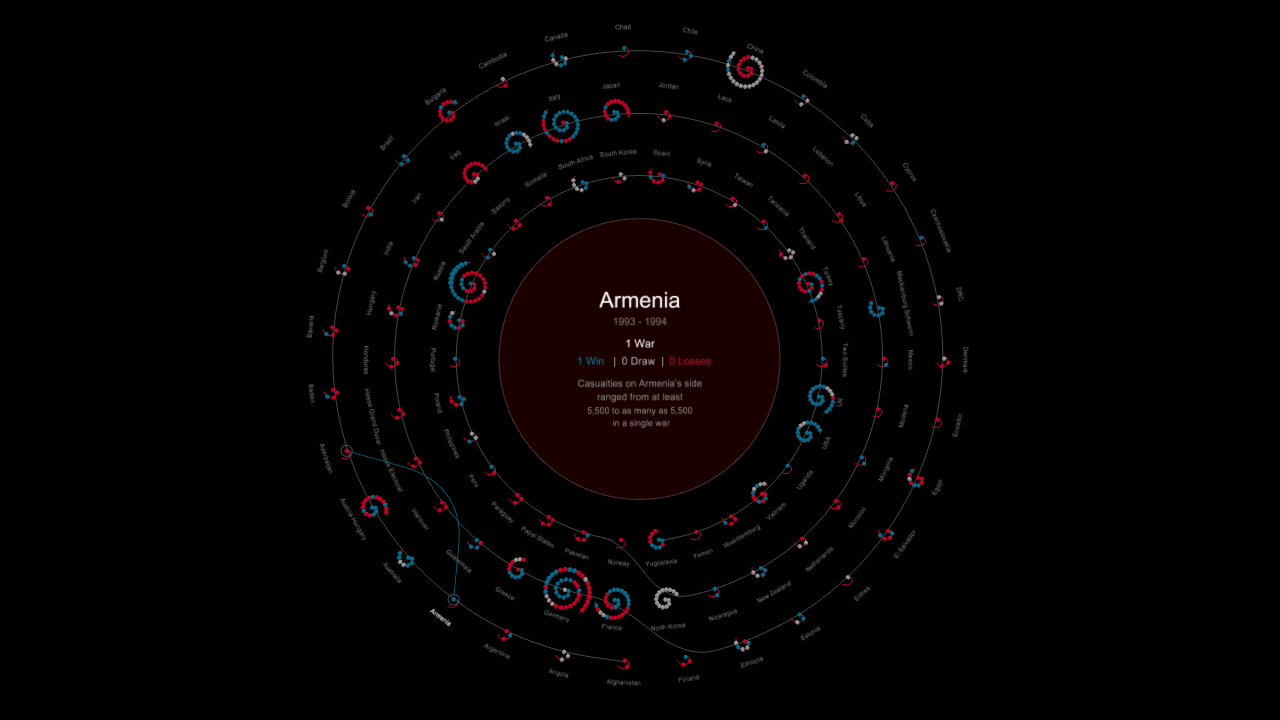 Armenia
1993 - 1994
1 War
1 Win | 0 Draw | 0 Losses
Casualties on Armenia's side
ranged from at least
5,500 to as many as 5,500
in a single war
Afghanistan
Angola
Argentina
Armenia
Australia
Austria-Hungary
Azerbaijan
Baden
Bavaria
Belgium
Bolivia
Brazil
Bulgaria
Cambodia
Canada
Chad
Chile
China
Colombia
Cuba
Cyprus
Czechoslovakia
DRC
Denmark
Ecuador
Egypt
El Salvador
Eritrea
Estonia
Ethiopia
Finland
France
Germany
Greece
Guatemala
Hanover
Hesse Electoral
Hesse Grand Ducal
Honduras
Hungary
India
Iran
Iraq
Israel
Italy
Japan
Jordan
Laos
Latvia
Lebanon
Libya
Lithuania
Mecklenburg Schwerin
Mexico
Modena
Mongolia
Morocco
Netherlands
New Zealand
Nicaragua
North Korea
Norway
Pakistan
Papal States
Paraguay
Peru
Philippines
Poland
Portugal
Romania
Russia
Saudi Arabia
Saxony
Somalia
South Africa
South Korea
Spain
Syria
Taiwan
Tanzania
Thailand
Turkey
Tuscany
Two Sicilies
UK
USA
Uganda
Vietnam
Wuerttemburg
Yemen
Yugoslavia